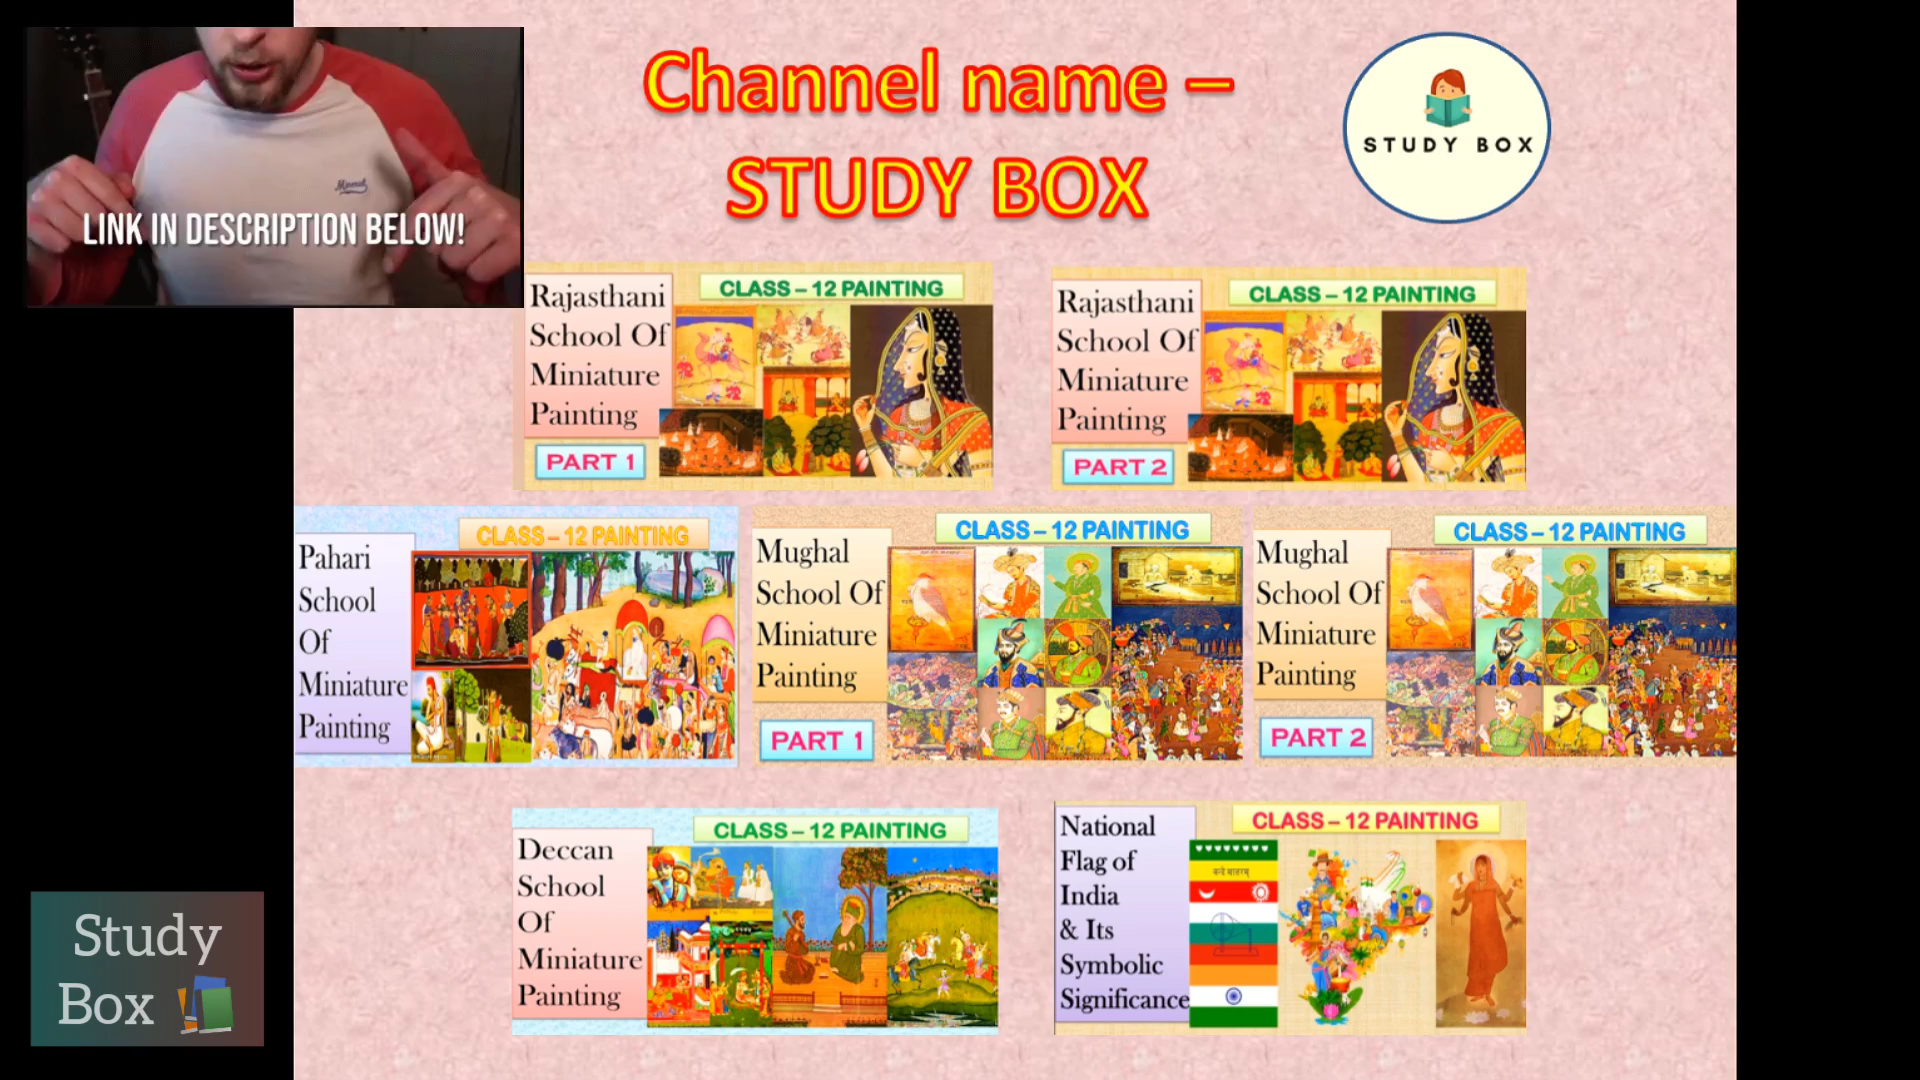 LINK IN DESCRIPTION BELOW!
Channel name –
STUDY BOX
STUDY BOX
CLASS – 12 PAINTING
Rajasthani
School Of
Miniature
Painting
PART 1
CLASS – 12 PAINTING
Rajasthani
School Of
Miniature
Painting
PART 2
CLASS – 12 PAINTING
Pahari
School
Of
Miniature
Painting
CLASS – 12 PAINTING
Mughal
School Of
Miniature
Painting
PART 1
CLASS – 12 PAINTING
Mughal
School Of
Miniature
Painting
PART 2
CLASS – 12 PAINTING
Deccan
School
Of
Miniature
Painting
CLASS – 12 PAINTING
National
Flag of
India
& Its
Symbolic
Significance
वन्दे मातरम्
Study
Box